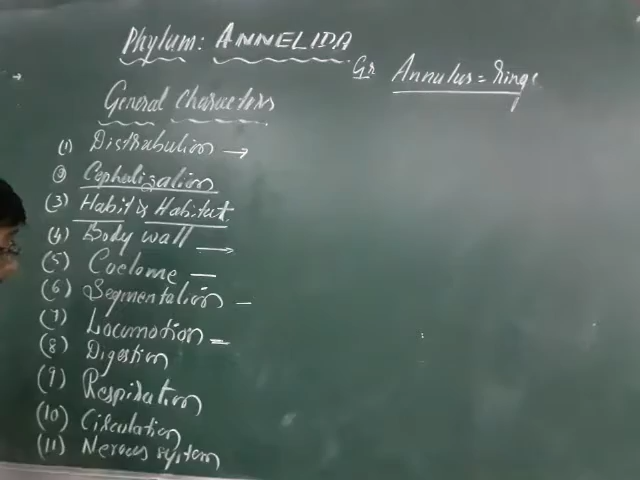 Phylum: ANNELIDA
Gr Annulus = rings
General Characters
(1) Distribution →
(2) Cephalization
(3) Habit & Habitat.
(4) Body wall →
(5) Coelome —
(6) Segmentation –
(7) Locomotion –
(8) Digestion
(9) Respiration
(10) Circulation
(11) Nervous system